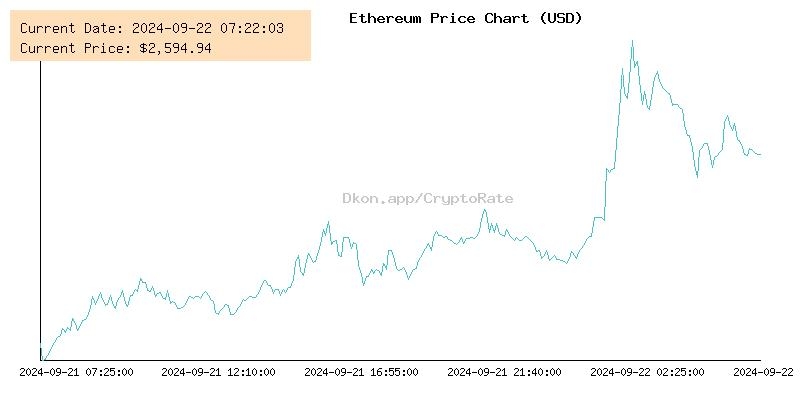 Ethereum Price Chart (USD)
Current Date: 2024-09-22 07:22:03
Current Price: $2,594.94
Dkon.app/CryptoRate
2024-09-21 07:25:00 2024-09-21 12:10:00 2024-09-21 16:55:00 2024-09-21 21:40:00 2024-09-22 02:25:00 2024-09-22